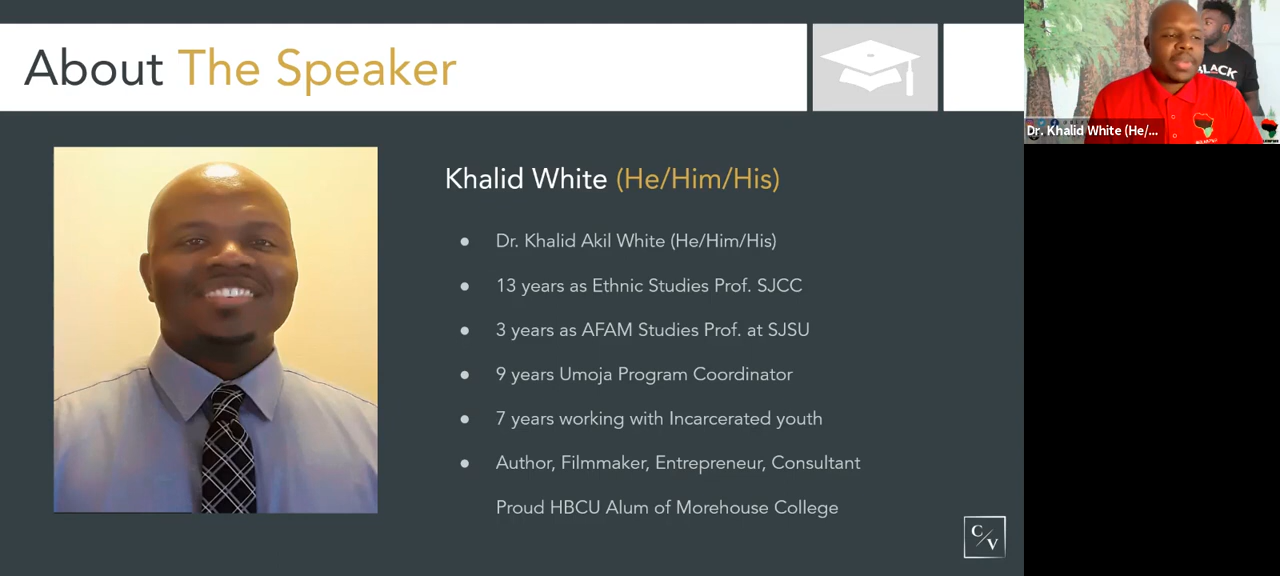 About The Speaker
Khalid White (He/Him/His)
Dr. Khalid Akil White (He/Him/His)
13 years as Ethnic Studies Prof. SJCC
3 years as AFAM Studies Prof. at SJSU
9 years Umoja Program Coordinator
7 years working with Incarcerated youth
Author, Filmmaker, Entrepreneur, Consultant
Proud HBCU Alum of Morehouse College
C/V
BLACK
Dr. Khalid White (He/...